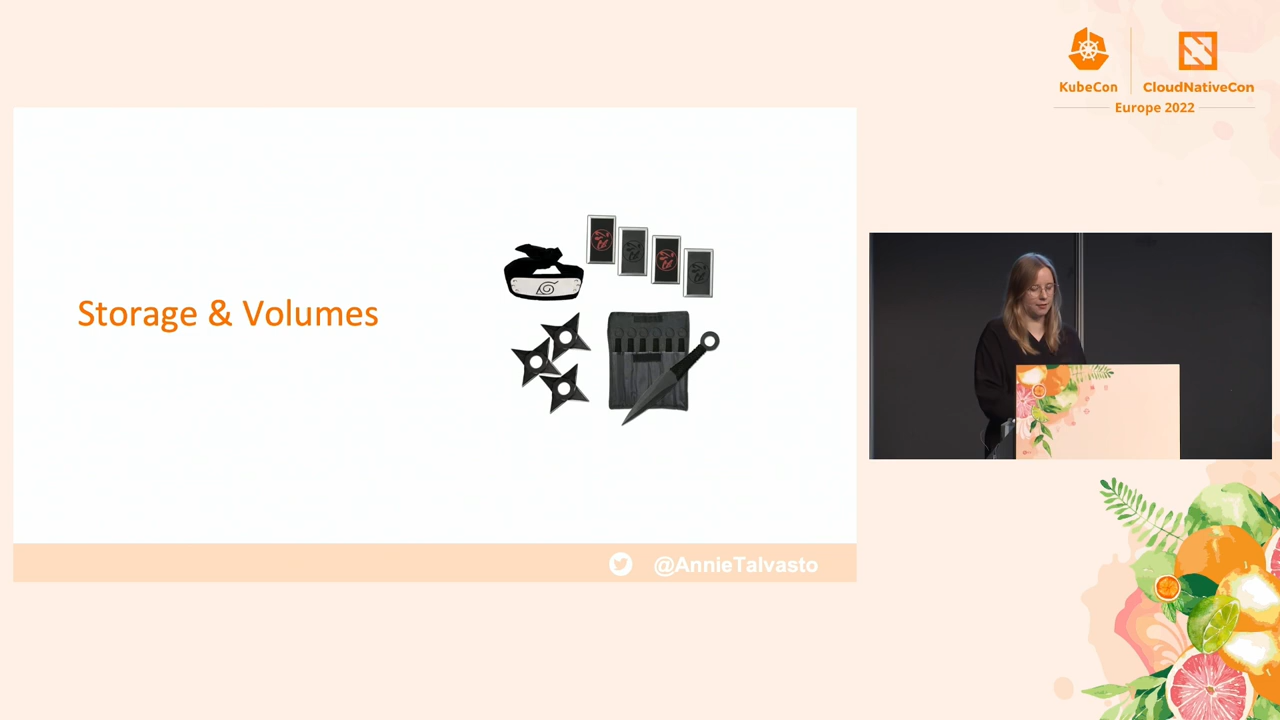 KubeCon
CloudNativeCon
Europe 2022
Storage & Volumes
@AnnieTalvasto